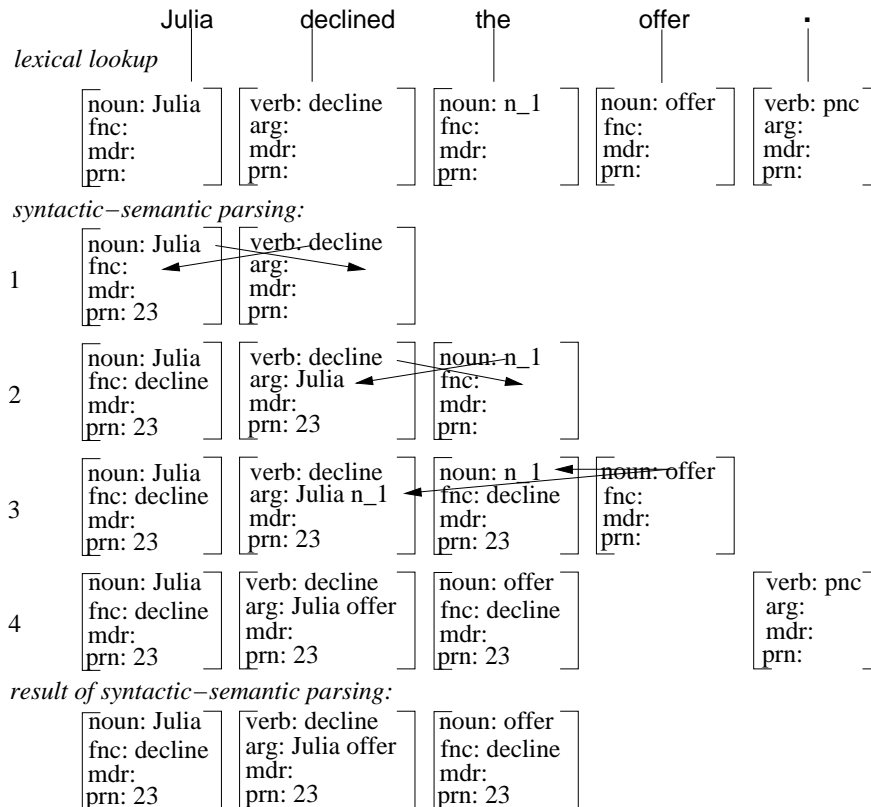 Julia declined the offer .
lexical lookup
noun: Julia verb: decline noun: n_1 noun: offer verb: pnc
fnc: arg: fnc: fnc: arg:
mdr: mdr: mdr: mdr: mdr:
prn: prn: prn: prn: prn:
syntactic−semantic parsing:
noun: Julia verb: decline
fnc: arg:
1
mdr: mdr:
prn: 23 prn:
noun: Julia verb: decline noun: n_1
fnc: decline arg: Julia fnc:
2
mdr: mdr: mdr:
prn: 23 prn: 23 prn:
noun: Julia verb: decline noun: n_1 noun: offer
fnc: decline arg: Julia n_1 fnc: decline fnc:
3
mdr: mdr: mdr: mdr:
prn: 23 prn: 23 prn: 23 prn:
noun: Julia verb: decline noun: offer verb: pnc
fnc: decline arg: Julia offer fnc: decline arg:
4
mdr: mdr: mdr: mdr:
prn: 23 prn: 23 prn: 23 prn:
result of syntactic−semantic parsing:
noun: Julia verb: decline noun: offer
fnc: decline arg: Julia offer fnc: decline
mdr: mdr: mdr:
prn: 23 prn: 23 prn: 23